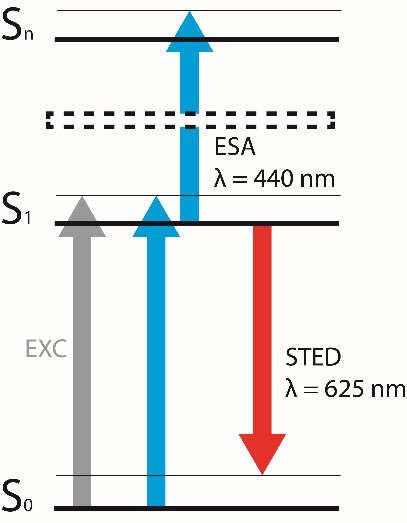 Sn
ESA
λ = 440 nm
S1
EXC
STED
λ = 625 nm
S0